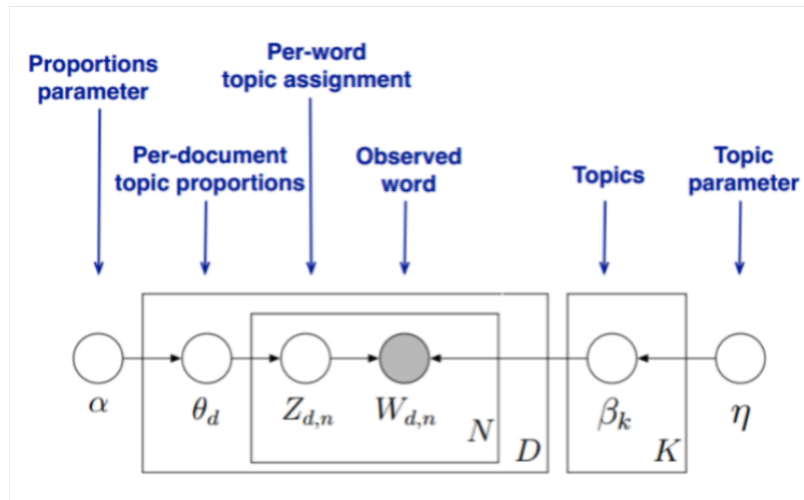 Proportions
parameter
Per-word
topic assignment
Per-document
topic proportions
Observed
word
Topics
Topic
parameter
α
θd
Zd,n
Wd,n
N
D
βk
K
η